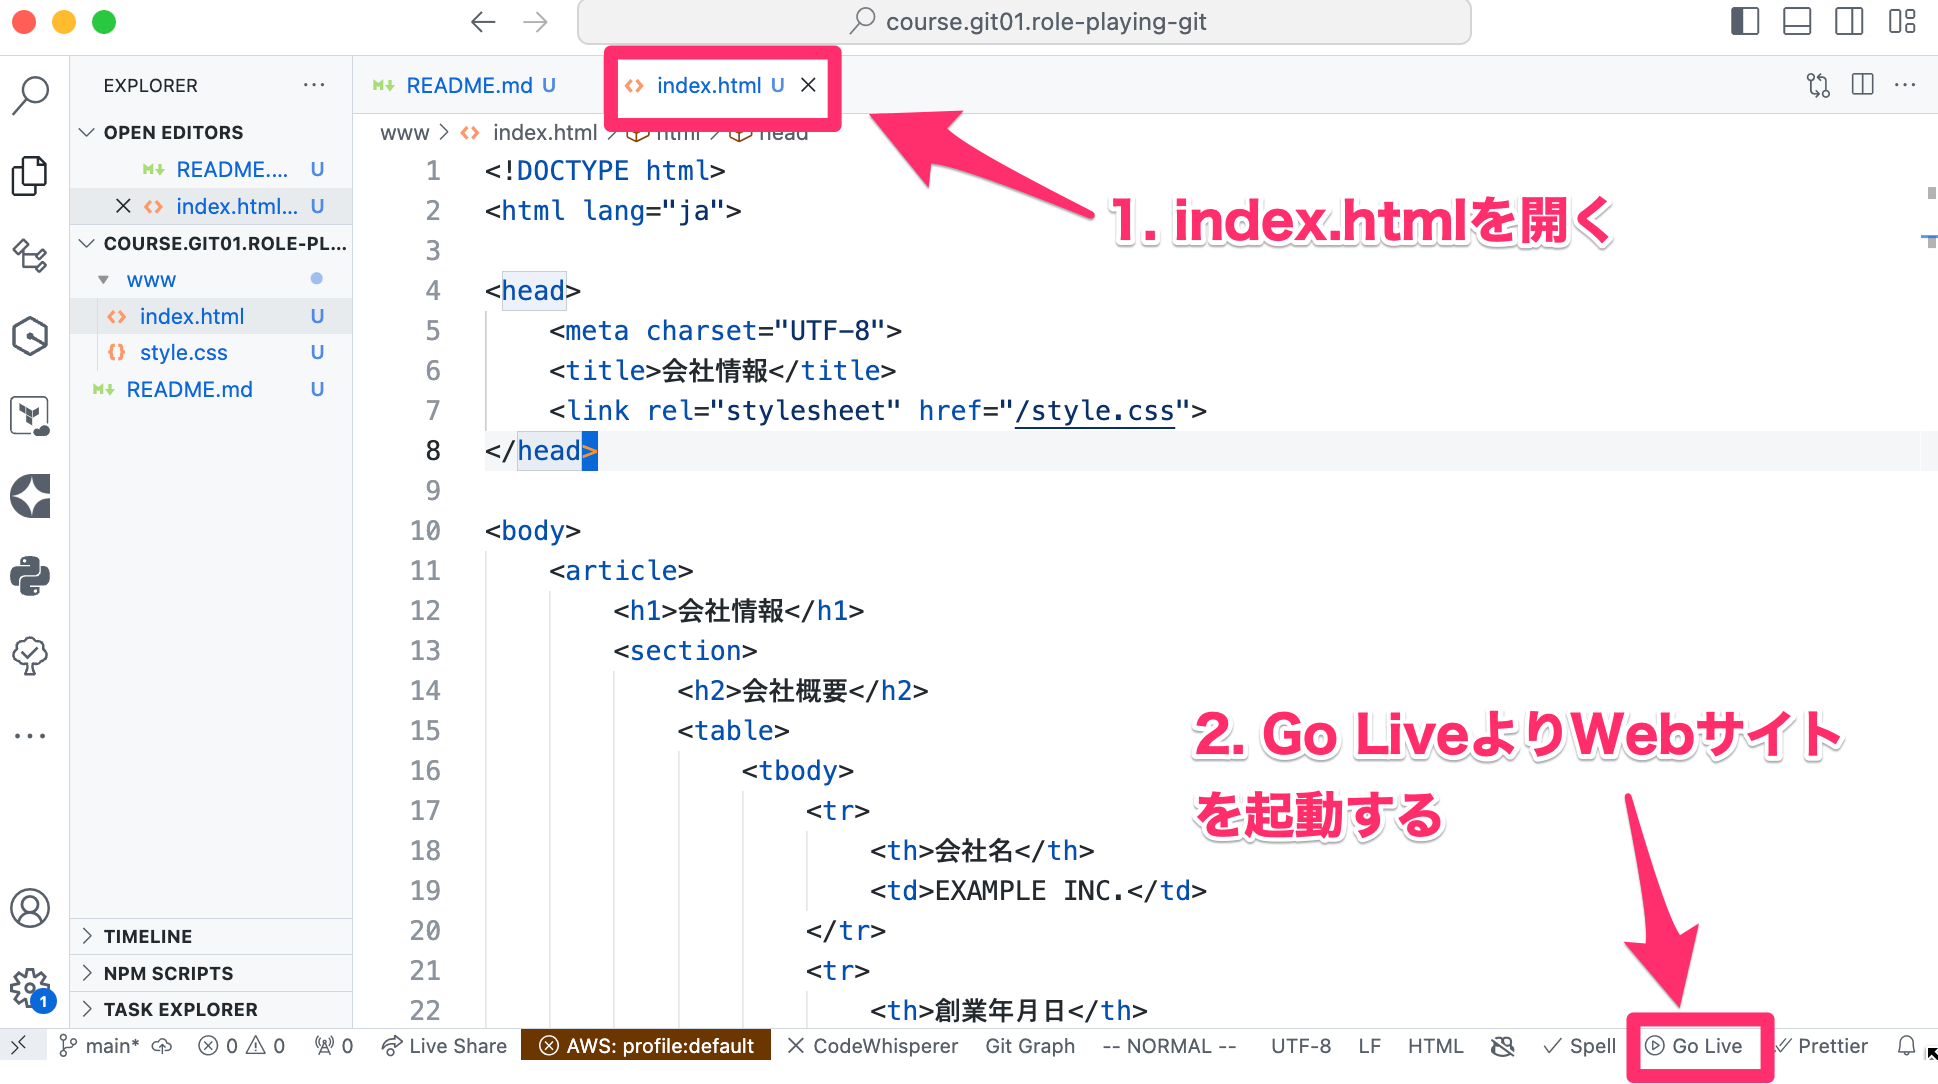 course.git01.role-playing-git
EXPLORER
README.md U
index.html U
OPEN EDITORS
README.... U
index.html... U
COURSE.GIT01.ROLE-PL...
www
index.html U
style.css U
README.md U
TIMELINE
NPM SCRIPTS
TASK EXPLORER
1
www > index.html > html > head
1 <!DOCTYPE html>
2 <html lang="ja">
3
4 <head>
5 <meta charset="UTF-8">
6 <title>会社情報</title>
7 <link rel="stylesheet" href="/style.css">
8 </head>
9
10 <body>
11 <article>
12 <h1>会社情報</h1>
13 <section>
14 <h2>会社概要</h2>
15 <table>
16 <tbody>
17 <tr>
18 <th>会社名</th>
19 <td>EXAMPLE INC.</td>
20 </tr>
21 <tr>
22 <th>創業年月日</th>
1. index.htmlを開く
2. Go LiveよりWebサイト
を起動する
main* 0 0 0 Live Share AWS: profile:default CodeWhisperer Git Graph -- NORMAL -- UTF-8 LF HTML Spell Go Live Prettier